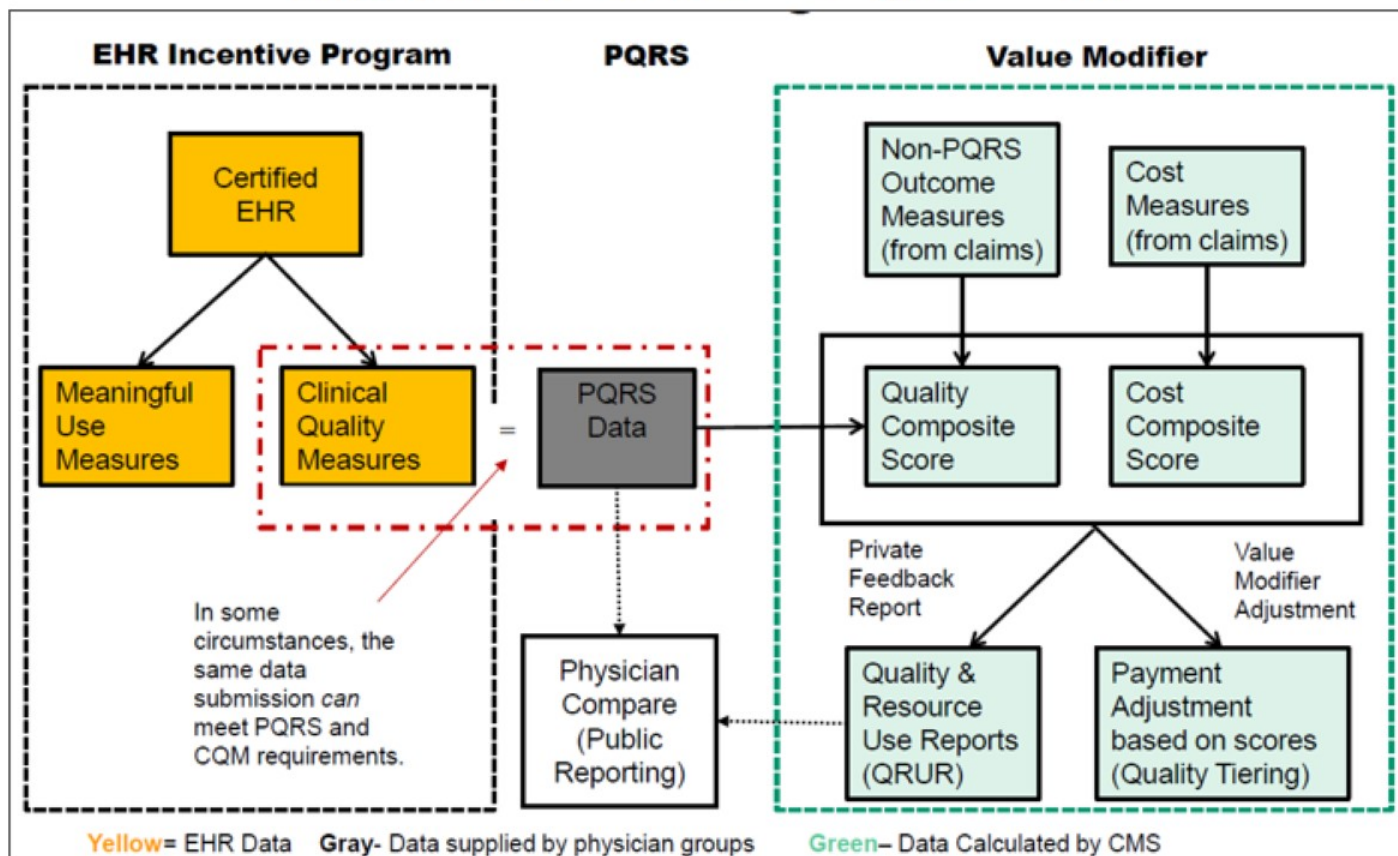 EHR Incentive Program
PQRS
Value Modifier
Certified
EHR
Non-PQRS
Outcome
Measures
(from claims)
Cost
Measures
(from claims)
Meaningful
Use
Measures
Clinical
Quality
Measures
=
PQRS
Data
Quality
Composite
Score
Cost
Composite
Score
In some
circumstances, the
same data
submission can
meet PQRS and
CQM requirements.
Private
Feedback
Report
Value
Modifier
Adjustment
Physician
Compare
(Public
Reporting)
Quality &
Resource
Use Reports
(QRUR)
Payment
Adjustment
based on scores
(Quality Tiering)
Yellow= EHR Data Gray- Data supplied by physician groups Green– Data Calculated by CMS